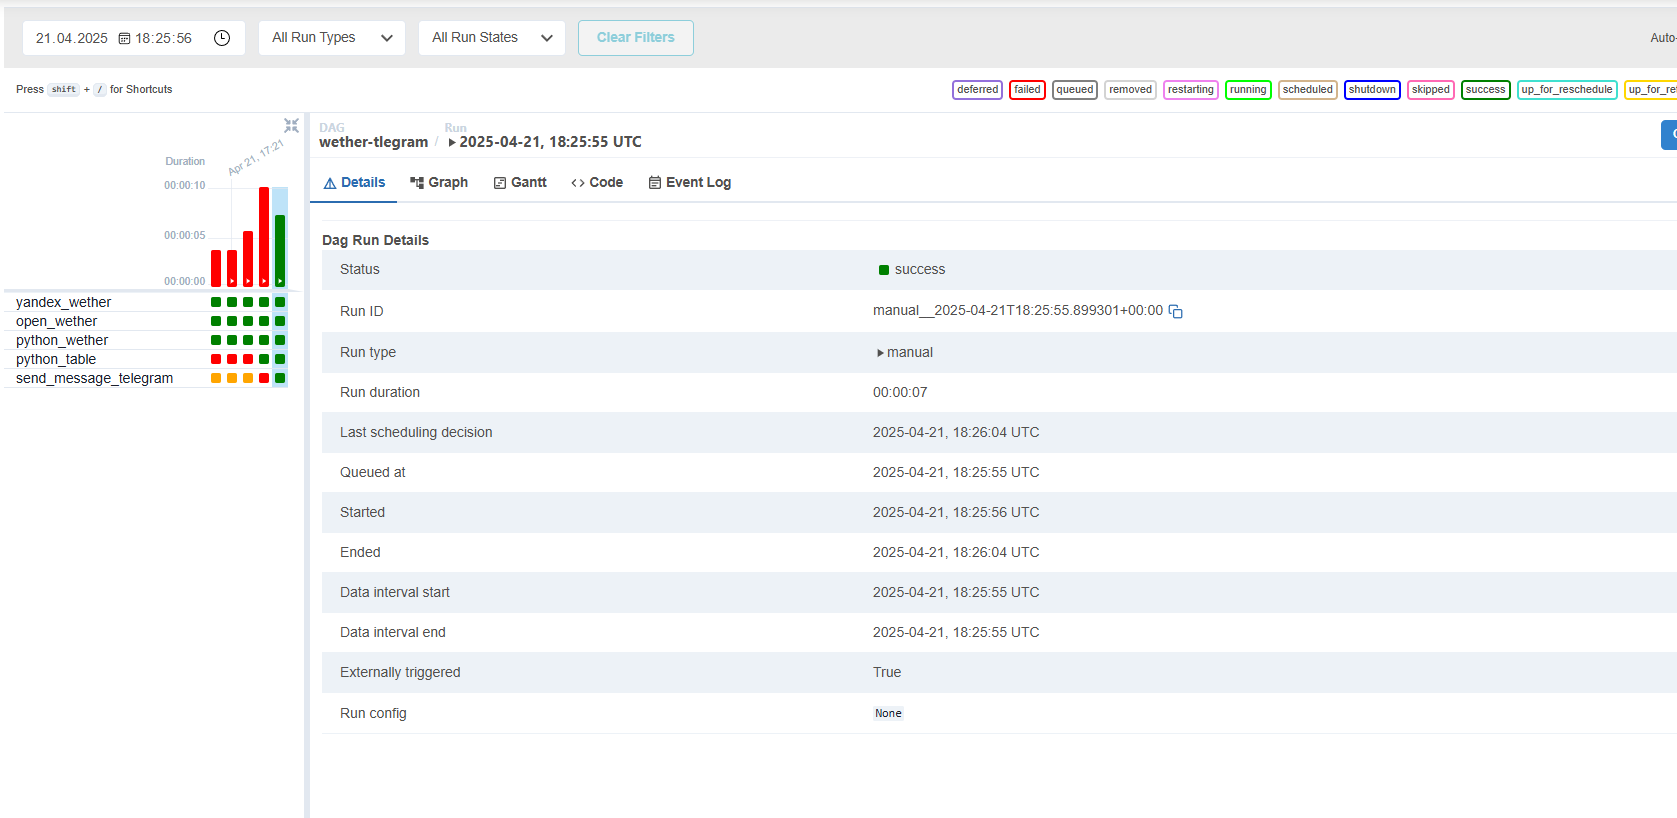 21.04.2025 18:25:56 All Run Types All Run States Clear Filters Auto-
Press shift + / for Shortcuts
deferred failed queued removed restarting running scheduled shutdown skipped success up_for_reschedule up_for_re
DAG Run
wether-tlegram / 2025-04-21, 18:25:55 UTC
Details Graph Gantt Code Event Log
Apr 21, 17:21
Duration
00:00:10
00:00:05
00:00:00
yandex_wether
open_wether
python_wether
python_table
send_message_telegram
Dag Run Details
Status success
Run ID manual__2025-04-21T18:25:55.899301+00:00
Run type manual
Run duration 00:00:07
Last scheduling decision 2025-04-21, 18:26:04 UTC
Queued at 2025-04-21, 18:25:55 UTC
Started 2025-04-21, 18:25:56 UTC
Ended 2025-04-21, 18:26:04 UTC
Data interval start 2025-04-21, 18:25:55 UTC
Data interval end 2025-04-21, 18:25:55 UTC
Externally triggered True
Run config None